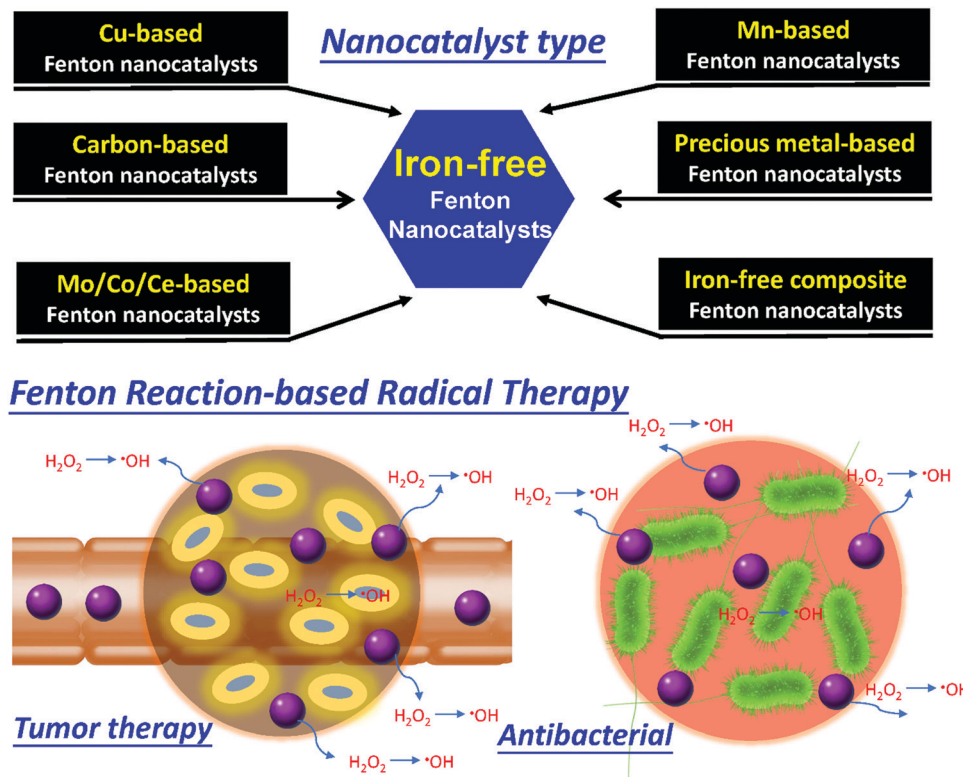 Nanocatalyst type
Cu-based
Fenton nanocatalysts
Mn-based
Fenton nanocatalysts
Carbon-based
Fenton nanocatalysts
Iron-free
Fenton
Nanocatalysts
Precious metal-based
Fenton nanocatalysts
Mo/Co/Ce-based
Fenton nanocatalysts
Iron-free composite
Fenton nanocatalysts
Fenton Reaction-based Radical Therapy
H₂O₂ → •OH
H₂O₂ → •OH
H₂O₂ → •OH
H₂O₂ → •OH
H₂O₂ → •OH
Tumor therapy
H₂O₂ → •OH
H₂O₂ → •OH
H₂O₂ → •OH
H₂O₂ → •OH
H₂O₂ → •OH
Antibacterial